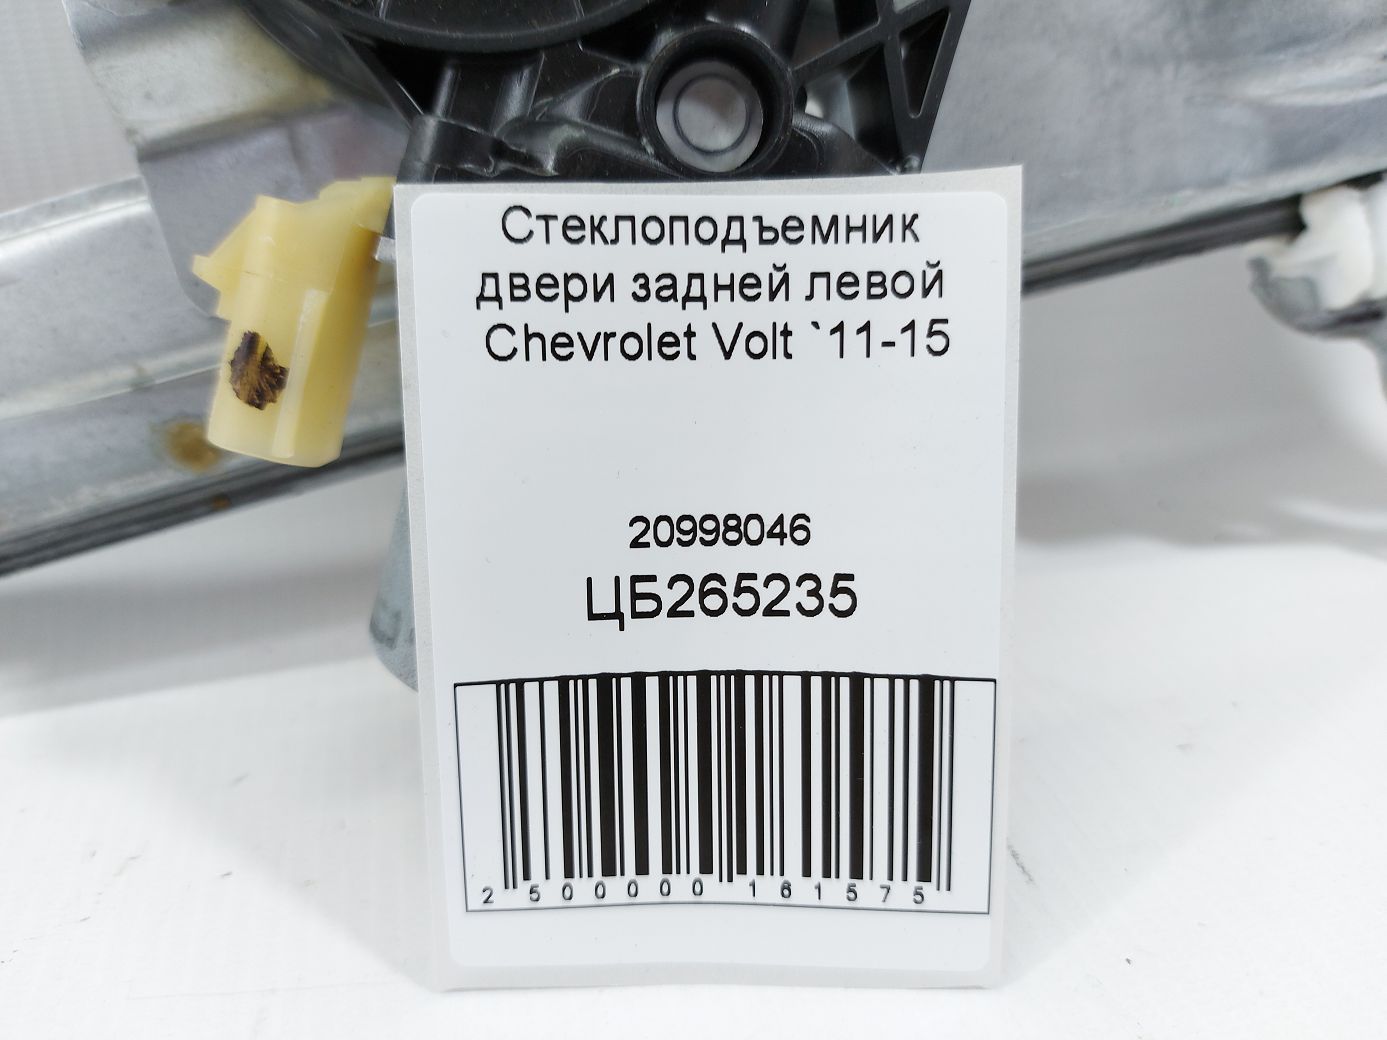 Стеклоподъемник
двери задней левой
Chevrolet Volt `11-15
20998046
ЦБ265235
2 500000 161575